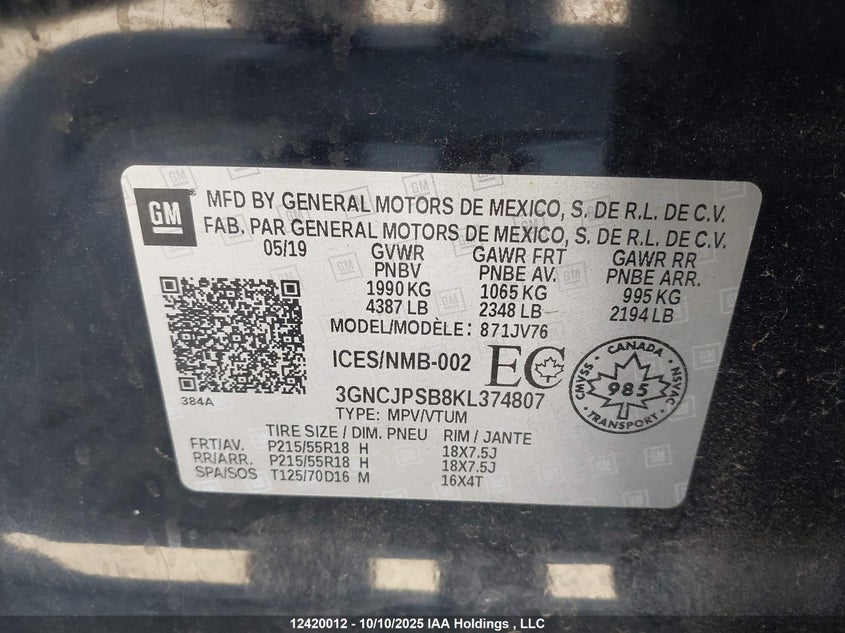 GM
MFD BY GENERAL MOTORS DE MEXICO, S. DE R.L. DE C.V.
FAB. PAR GENERAL MOTORS DE MEXICO, S. DE R.L. DE C.V.
05/19 GVWR GAWR FRT GAWR RR
PNBV PNBE AV. PNBE ARR.
1990 KG 1065 KG 995 KG
4387 LB 2348 LB 2194 LB
MODEL/MODÈLE: 871JV76
ICES/NMB-002 EC
CANADA
CMVSS 985 NSVAC
TRANSPORT
384A
3GNCJPSB8KL374807
TYPE: MPV/VTUM
TIRE SIZE / DIM. PNEU RIM / JANTE
FRT/AV. P215/55R18 H 18X7.5J
RR/ARR. P215/55R18 H 18X7.5J
SPA/SOS T125/70D16 M 16X4T
12420012 - 10/10/2025 IAA Holdings , LLC